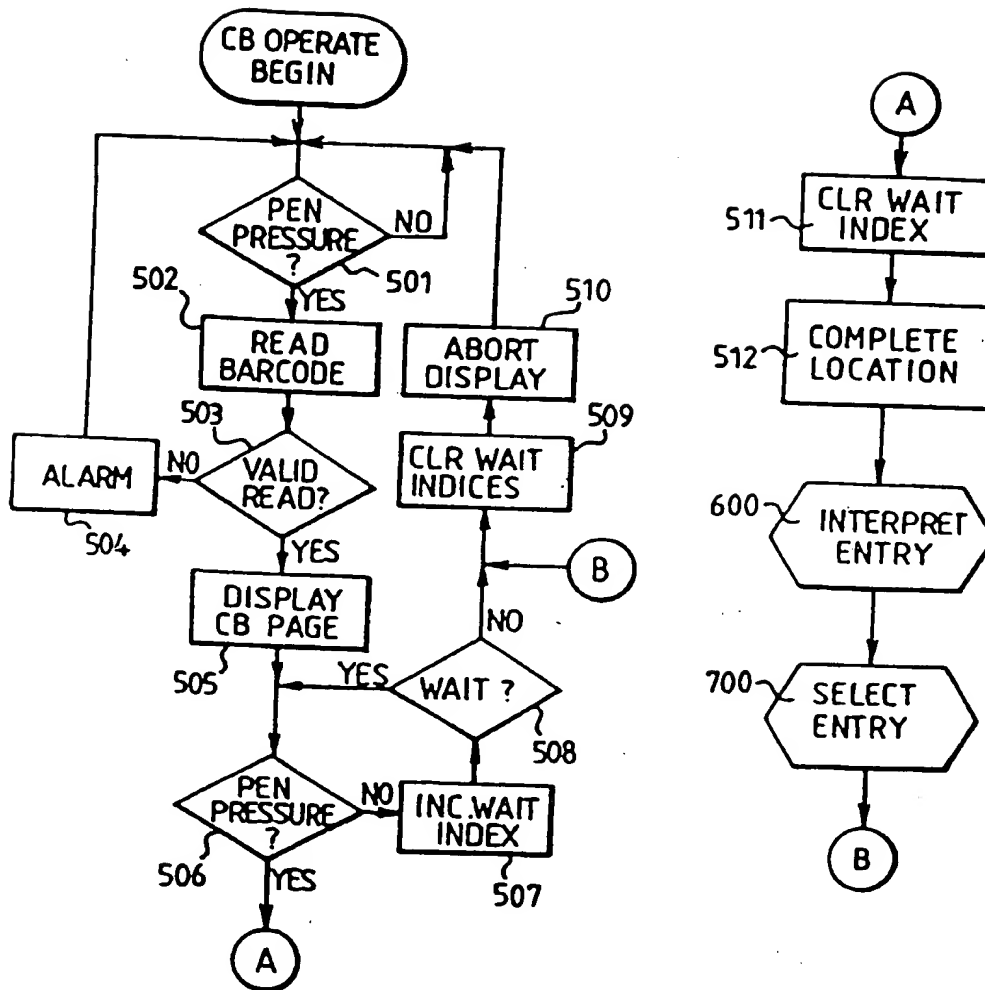 CB OPERATE
BEGIN
PEN
PRESSURE
?
NO
501
YES
502
READ
BARCODE
503
VALID
READ?
NO
ALARM
504
YES
DISPLAY
CB PAGE
505
PEN
PRESSURE
?
506
NO
YES
A
INC.WAIT
INDEX
507
WAIT ?
508
YES
NO
B
CLR WAIT
INDICES
509
ABORT
DISPLAY
510
A
CLR WAIT
INDEX
511
COMPLETE
LOCATION
512
600
INTERPRET
ENTRY
700
SELECT
ENTRY
B